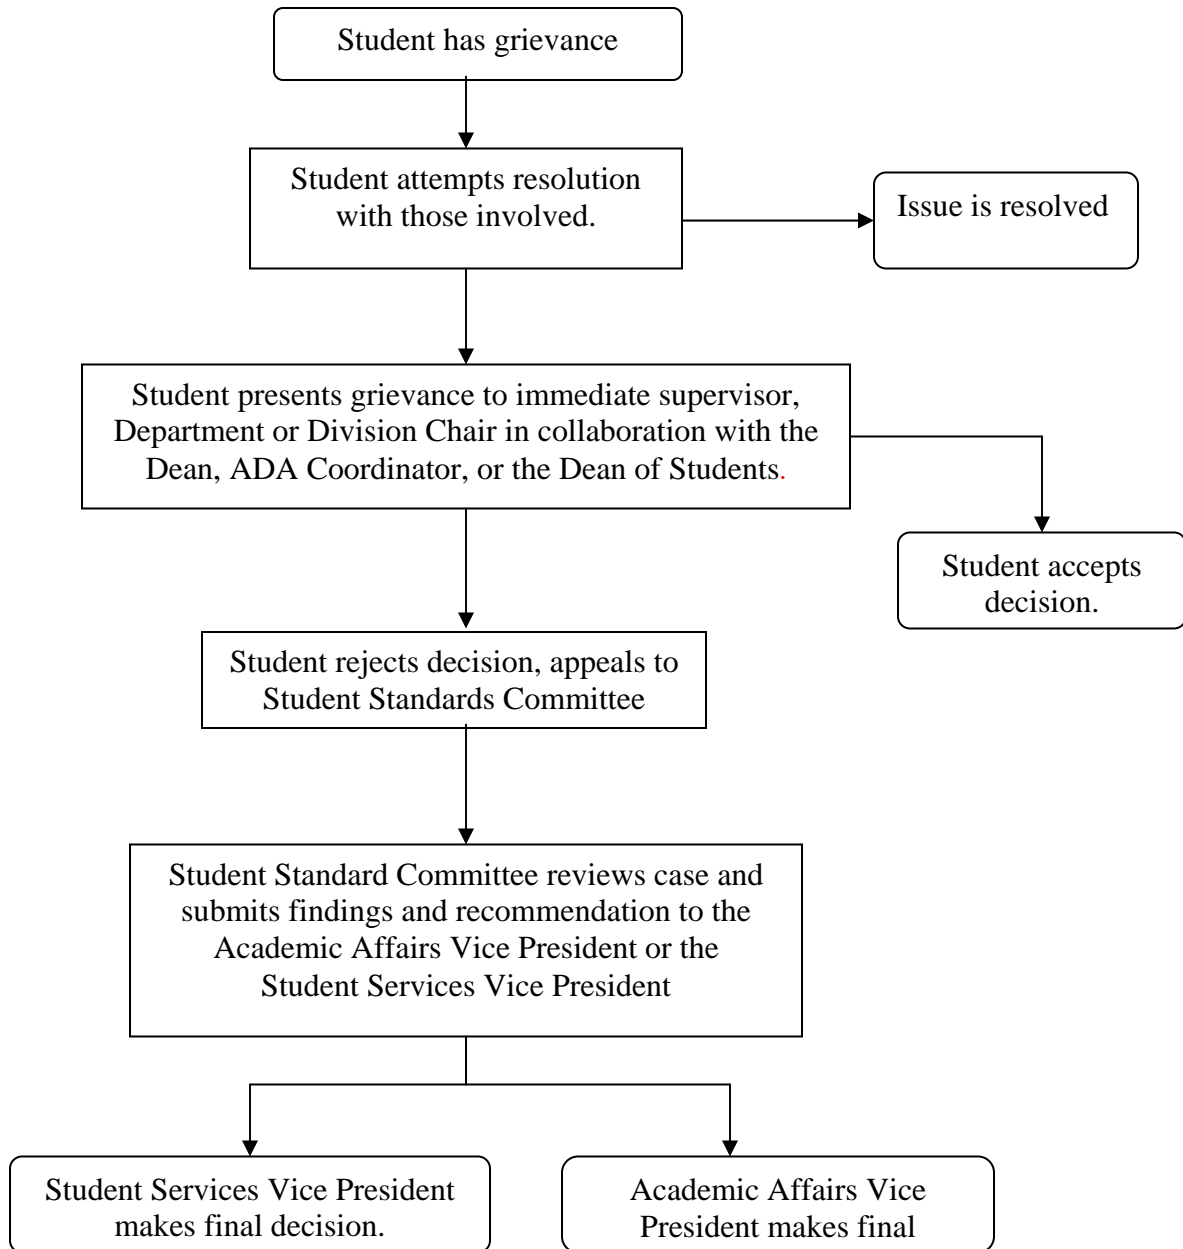 Student has grievance
Student attempts resolution
with those involved.
Issue is resolved
Student presents grievance to immediate supervisor,
Department or Division Chair in collaboration with the
Dean, ADA Coordinator, or the Dean of Students.
Student accepts
decision.
Student rejects decision, appeals to
Student Standards Committee
Student Standard Committee reviews case and
submits findings and recommendation to the
Academic Affairs Vice President or the
Student Services Vice President
Student Services Vice President
makes final decision.
Academic Affairs Vice
President makes final